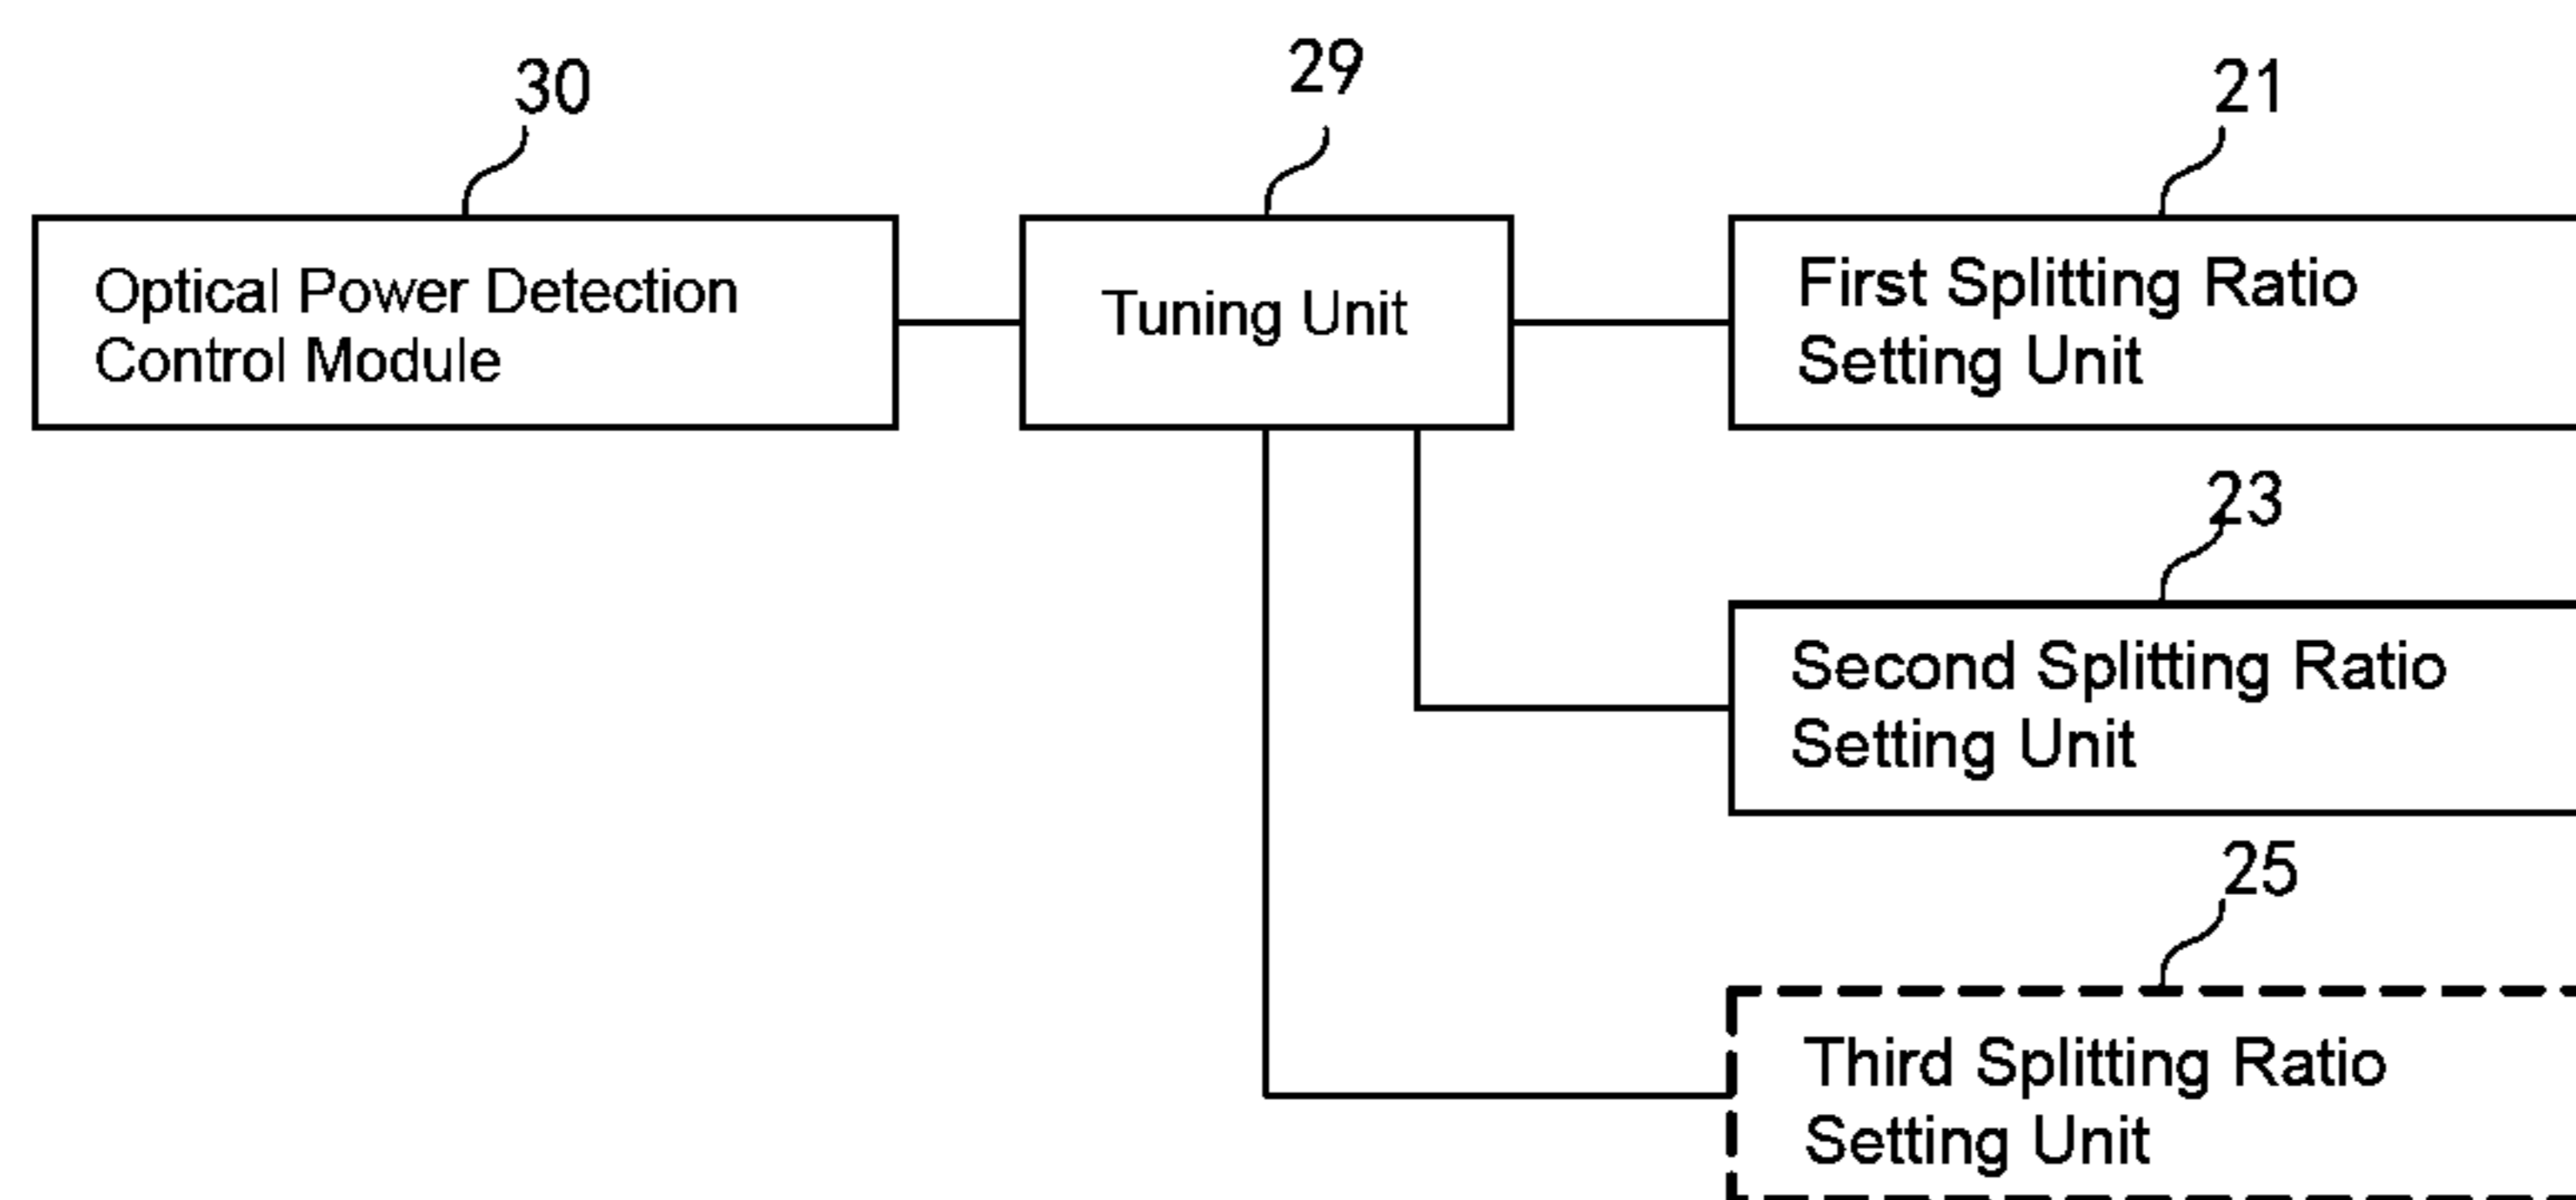 30
29
21
Optical Power Detection
Control Module
Tuning Unit
First Splitting Ratio
Setting Unit
23
Second Splitting Ratio
Setting Unit
25
Third Splitting Ratio
Setting Unit